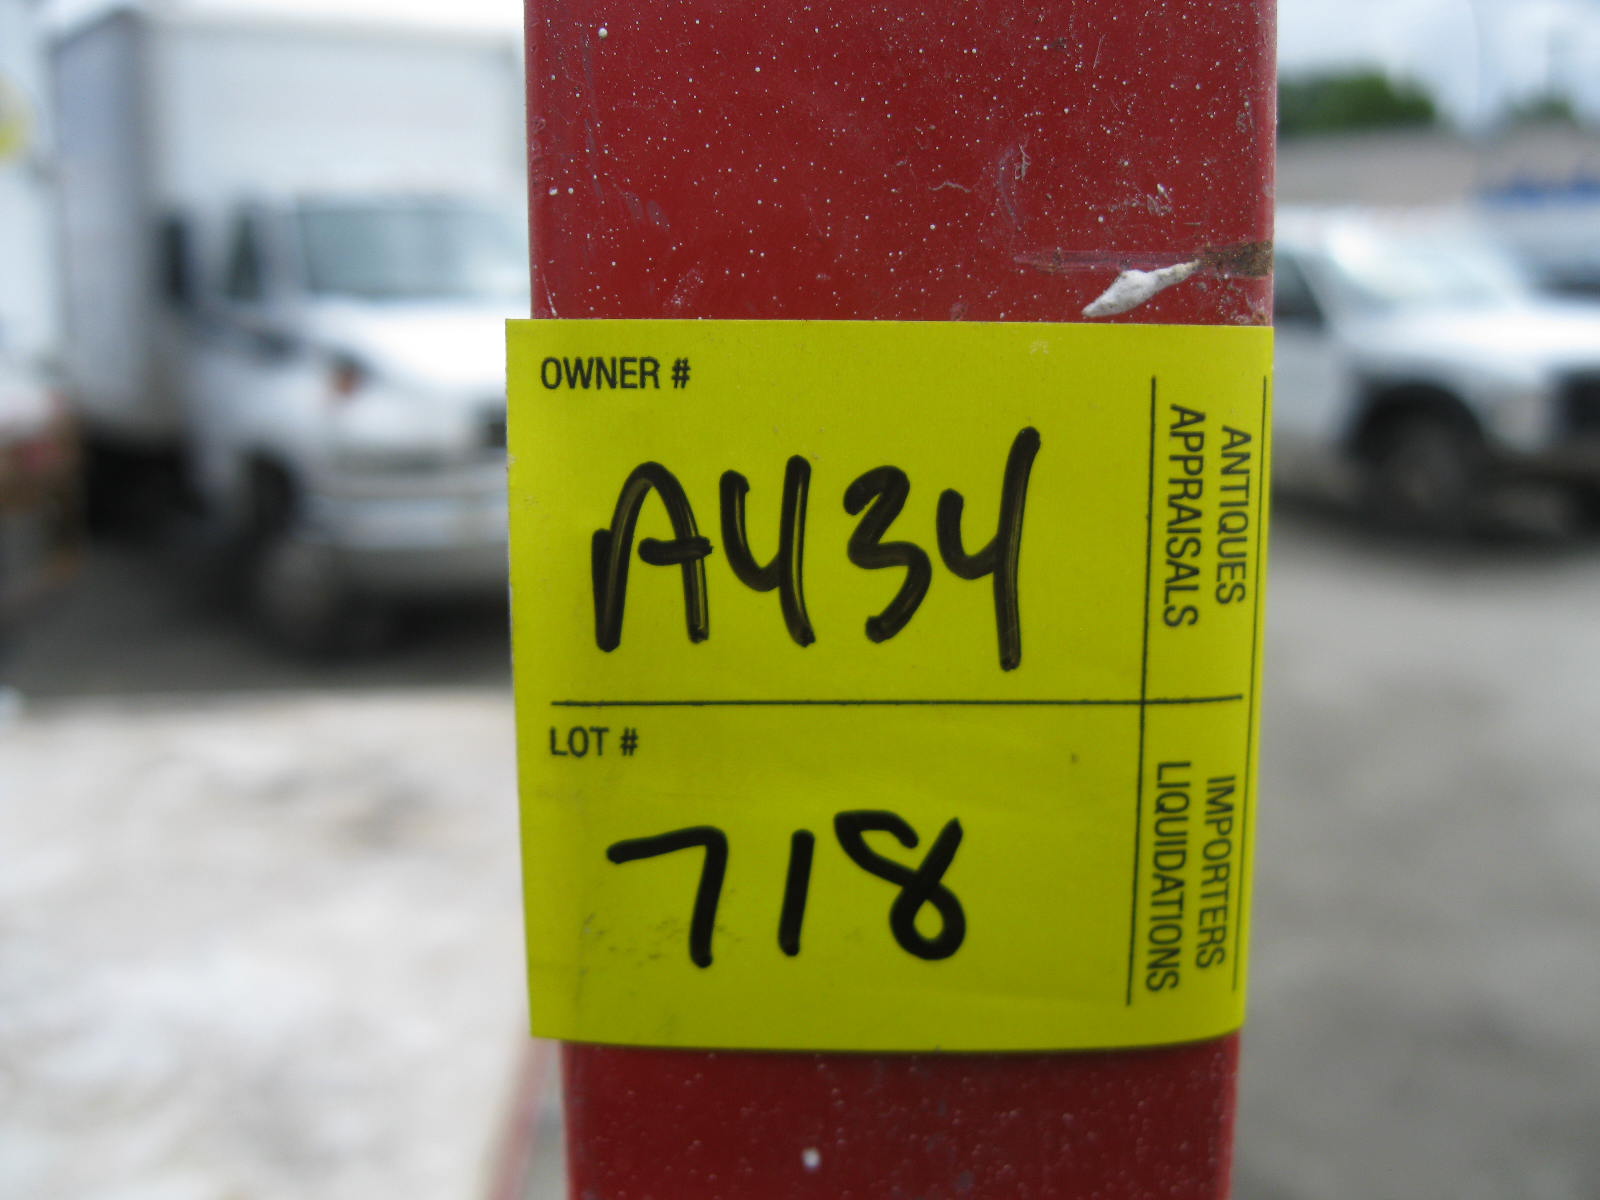 OWNER #
A434
LOT #
718
ANTIQUES
APPRAISALS
IMPORTERS
LIQUIDATIONS